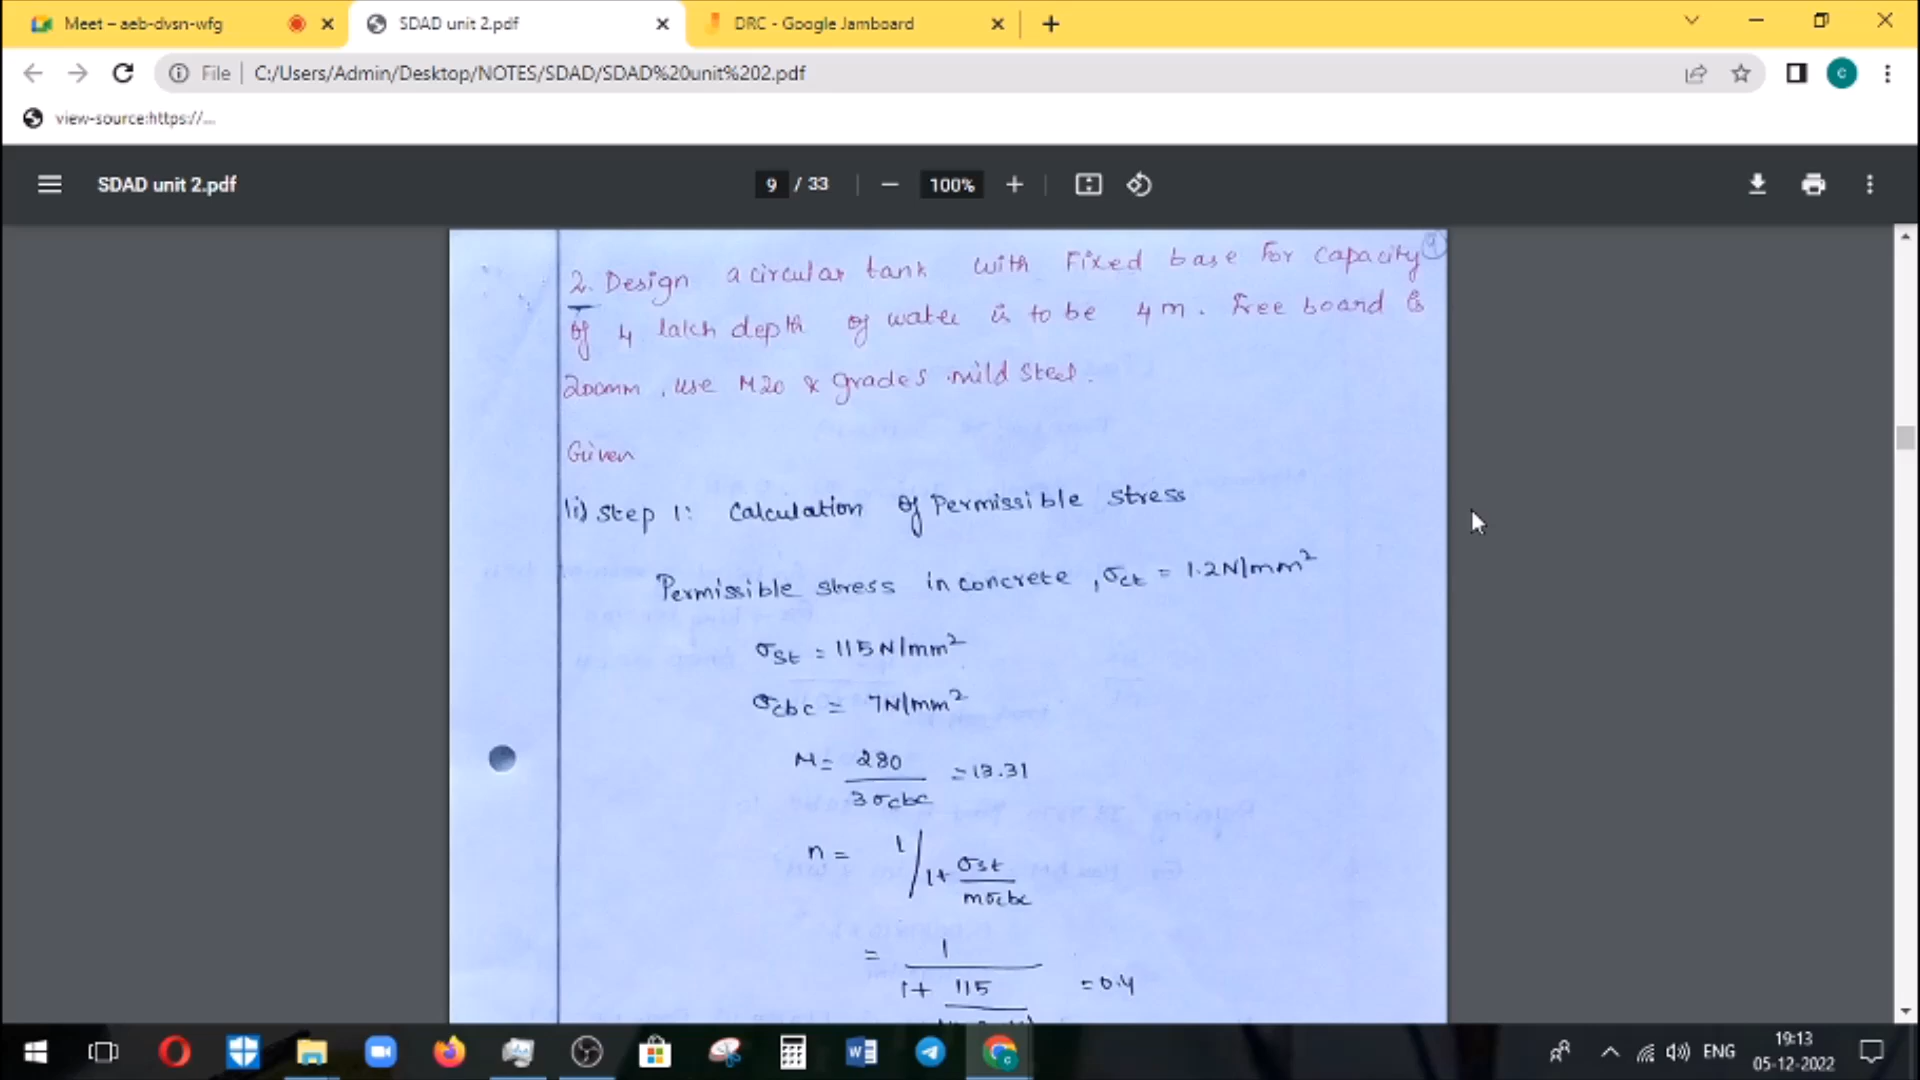 Meet – aeb-dvsn-wfg
SDAD unit 2.pdf
DRC - Google Jamboard
File
C:/Users/Admin/Desktop/NOTES/SDAD/SDAD%20unit%202.pdf
C
view-source:https://...
SDAD unit 2.pdf
9 / 33
100%
9
2. Design a circular tank with Fixed base for capacity
of 4 lakh depth of water is to be 4m. Free board is
200mm, use M20 & grades mild steel.
Given
(i) Step 1: Calculation of Permissible stress
Permissible stress in concrete, σct = 1.2N/mm²
σst = 115N/mm²
σcbc = 7N/mm²
M = 280 / 3σcbc = 13.31
n = 1 / 1+ σst / mσcbc
= 1 / 1+ 115 = 0.4
ENG
19:13
05-12-2022